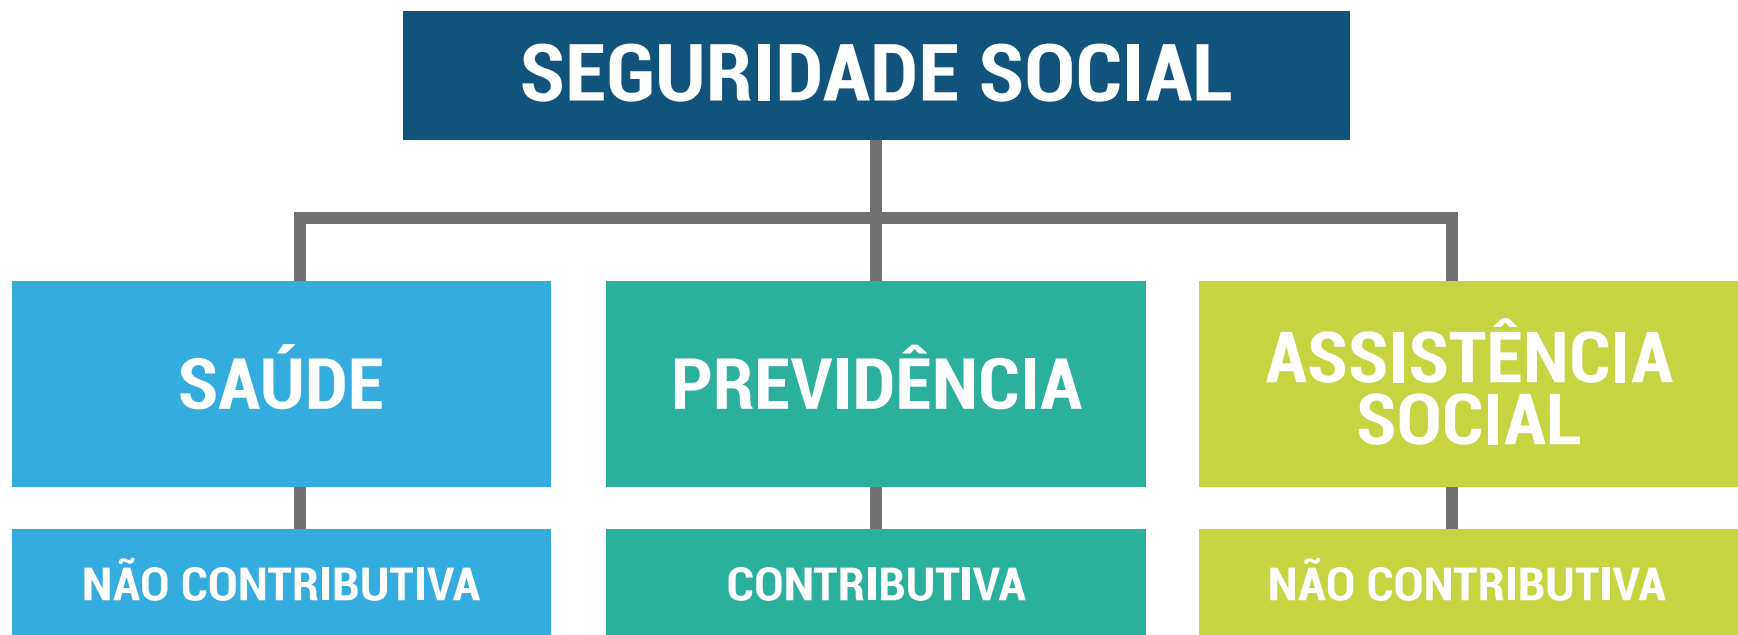 SEGURIDADE SOCIAL
SAÚDE
PREVIDÊNCIA
ASSISTÊNCIA
SOCIAL
NÃO CONTRIBUTIVA
CONTRIBUTIVA
NÃO CONTRIBUTIVA